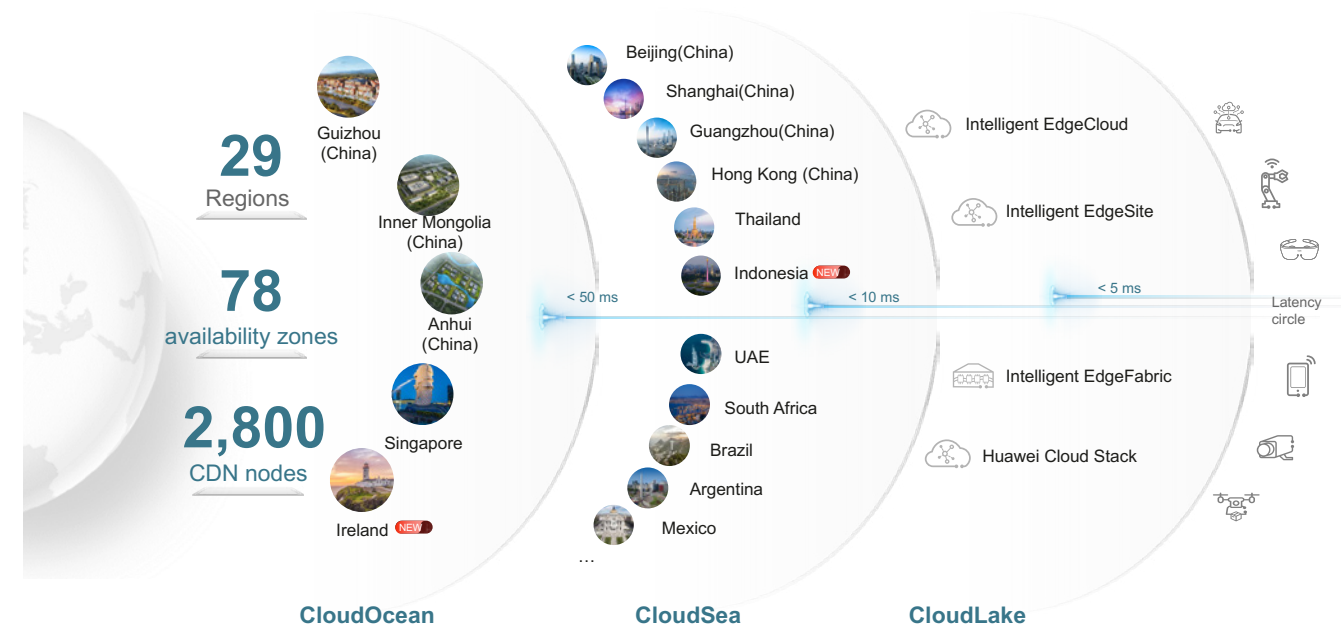 29
Regions
78
availability zones
2,800
CDN nodes
Guizhou
(China)
Inner Mongolia
(China)
Anhui
(China)
Singapore
Ireland NEW
CloudOcean
< 50 ms
Beijing(China)
Shanghai(China)
Guangzhou(China)
Hong Kong (China)
Thailand
Indonesia NEW
UAE
South Africa
Brazil
Argentina
Mexico
...
CloudSea
< 10 ms
Intelligent EdgeCloud
Intelligent EdgeSite
Intelligent EdgeFabric
Huawei Cloud Stack
CloudLake
< 5 ms
Latency
circle